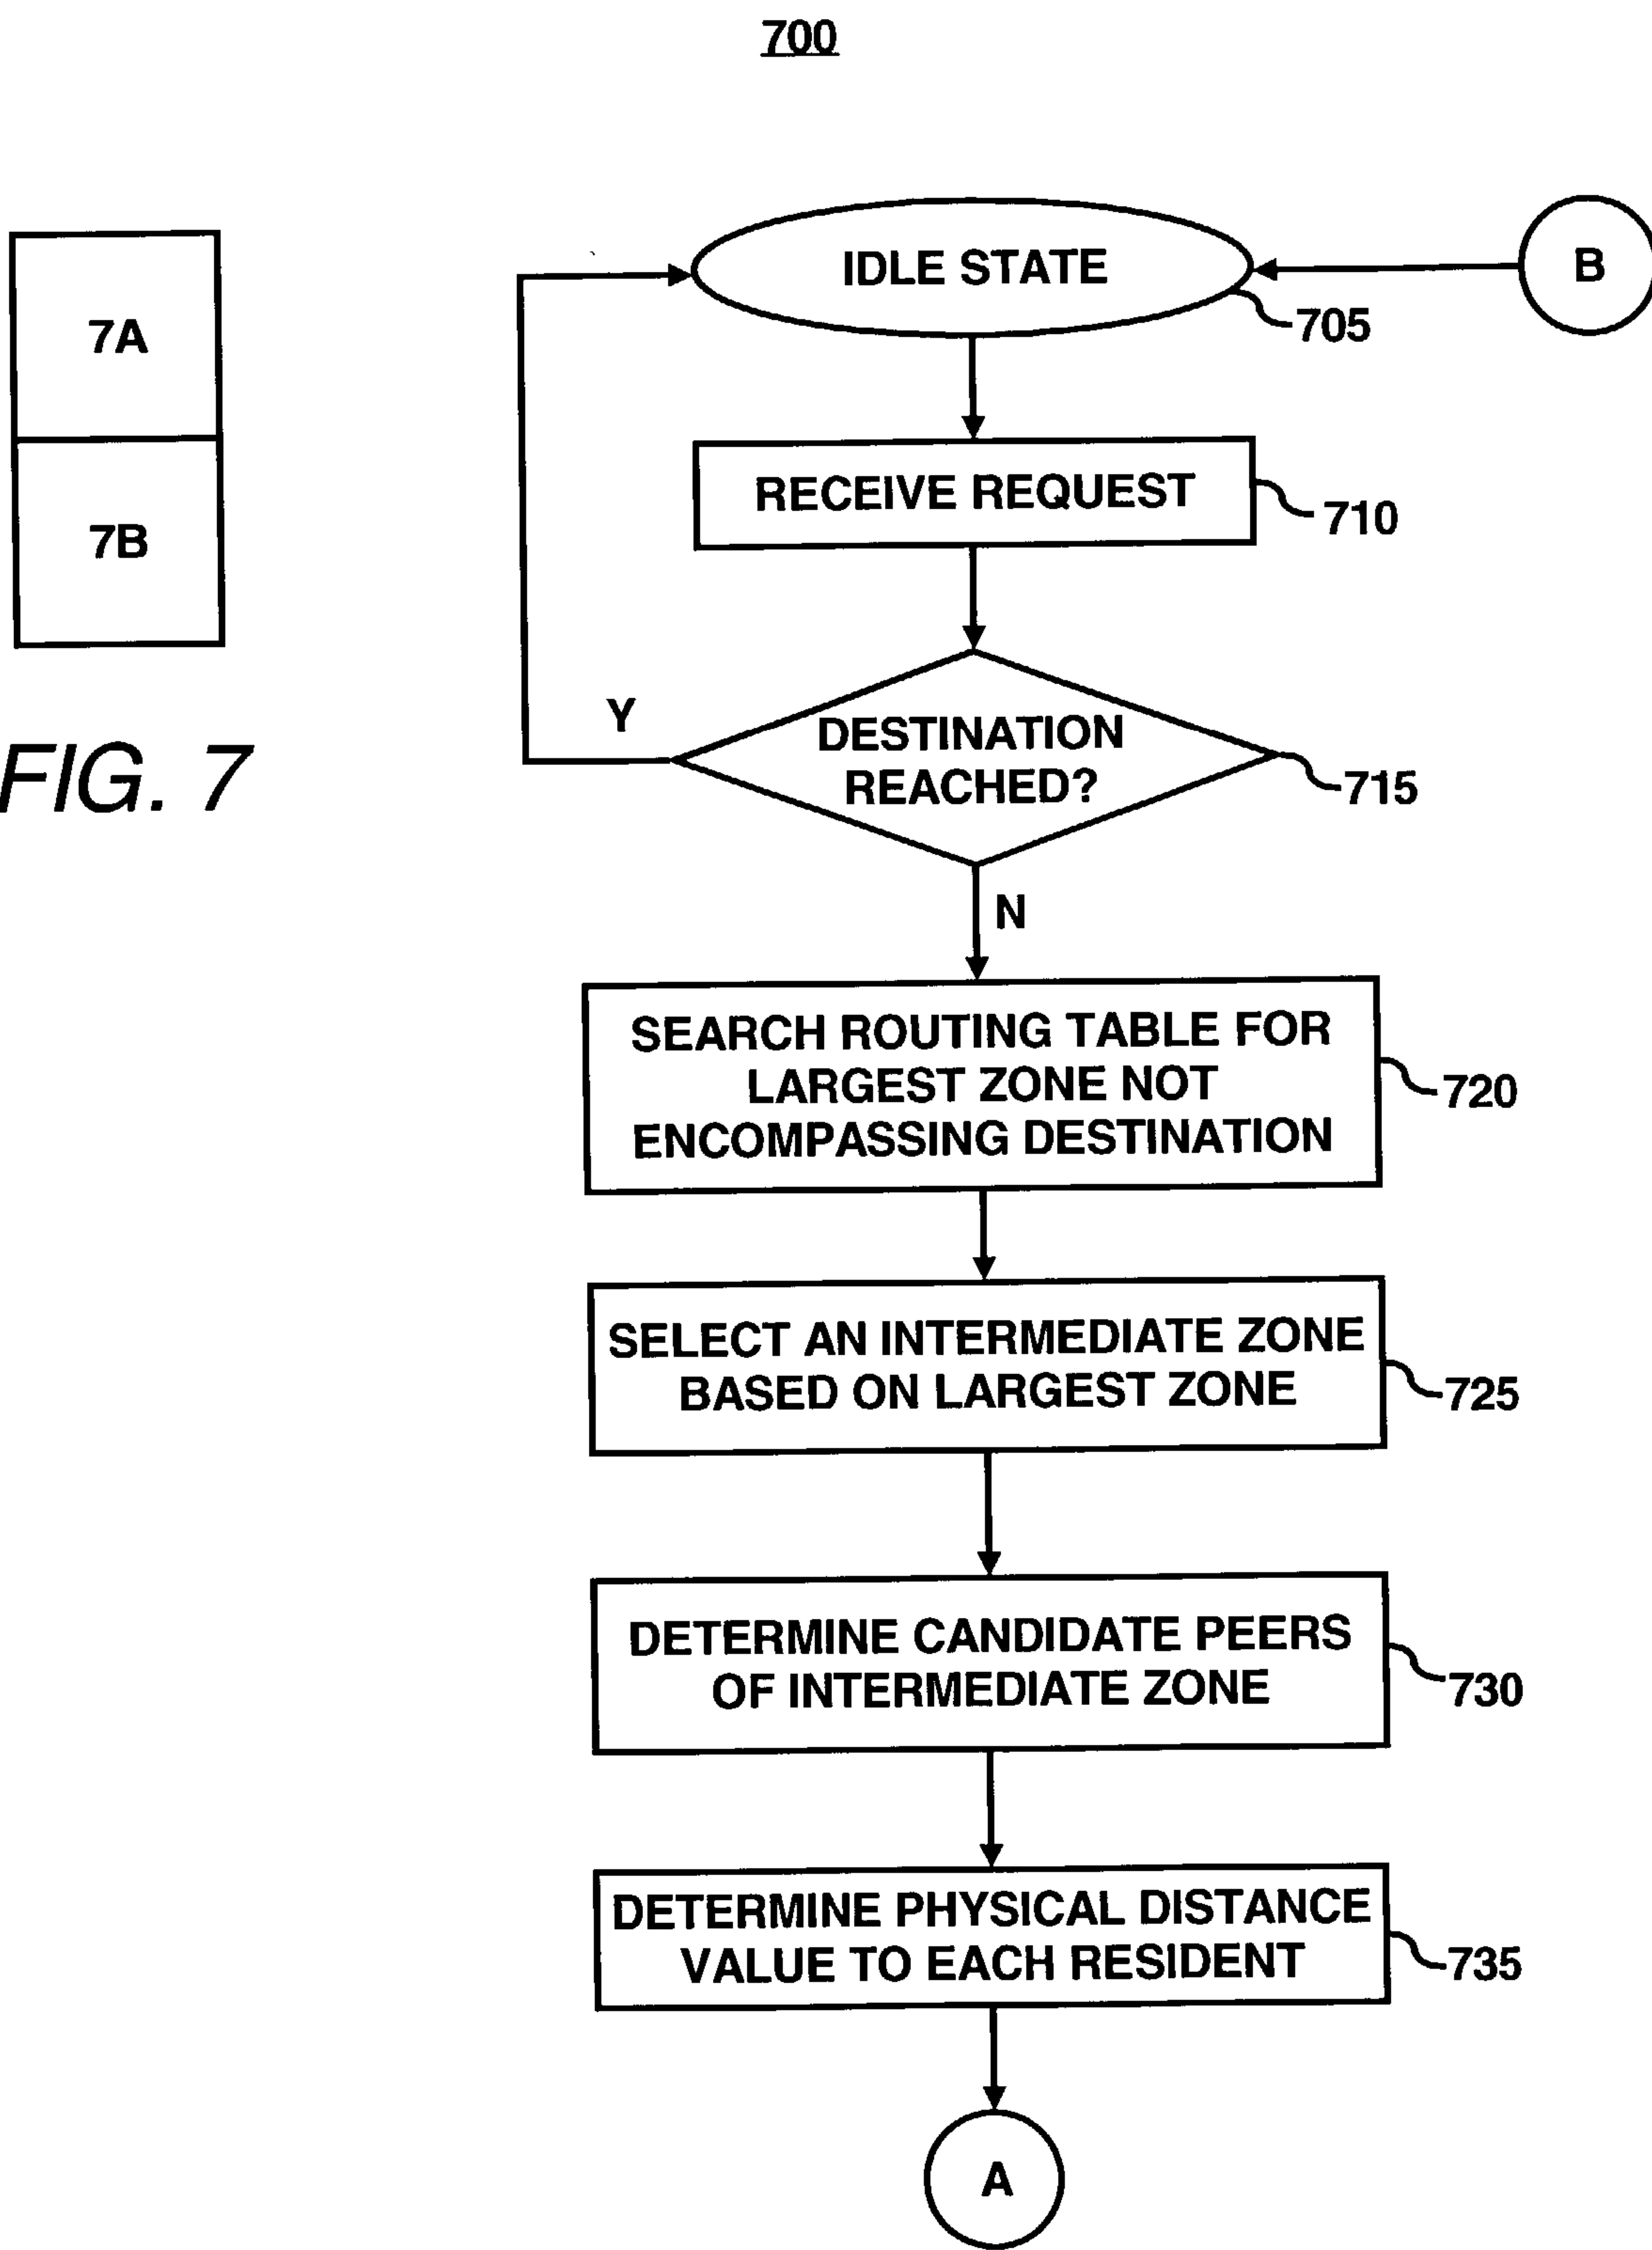 700
7A
7B
FIG. 7
IDLE STATE
B
705
RECEIVE REQUEST
710
Y
DESTINATION
REACHED?
715
N
SEARCH ROUTING TABLE FOR
LARGEST ZONE NOT
ENCOMPASSING DESTINATION
720
SELECT AN INTERMEDIATE ZONE
BASED ON LARGEST ZONE
725
DETERMINE CANDIDATE PEERS
OF INTERMEDIATE ZONE
730
DETERMINE PHYSICAL DISTANCE
VALUE TO EACH RESIDENT
735
A